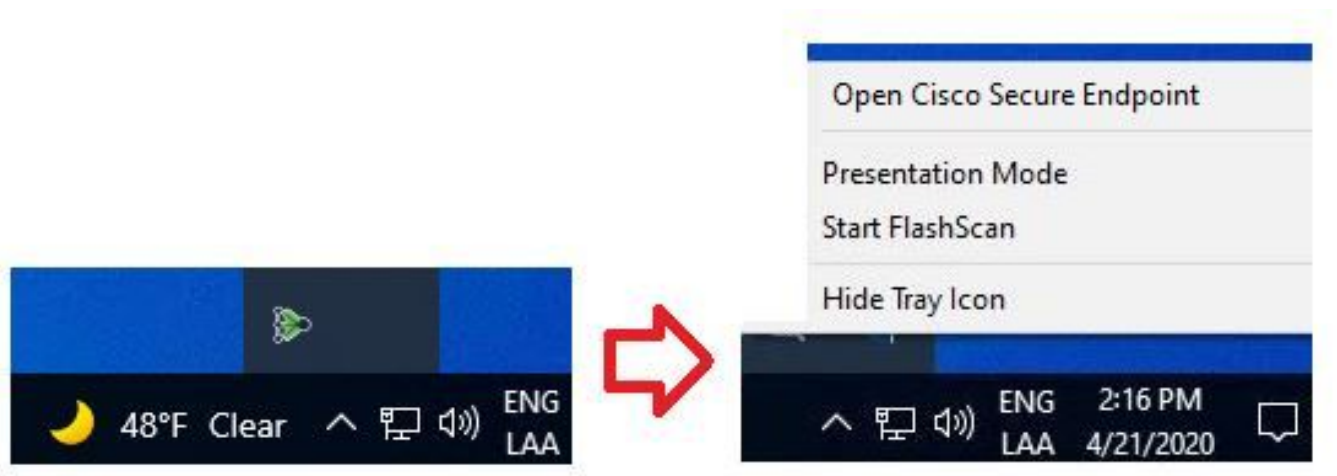 48°F Clear
ENG
LAA
Open Cisco Secure Endpoint
Presentation Mode
Start FlashScan
Hide Tray Icon
ENG
LAA
2:16 PM
4/21/2020